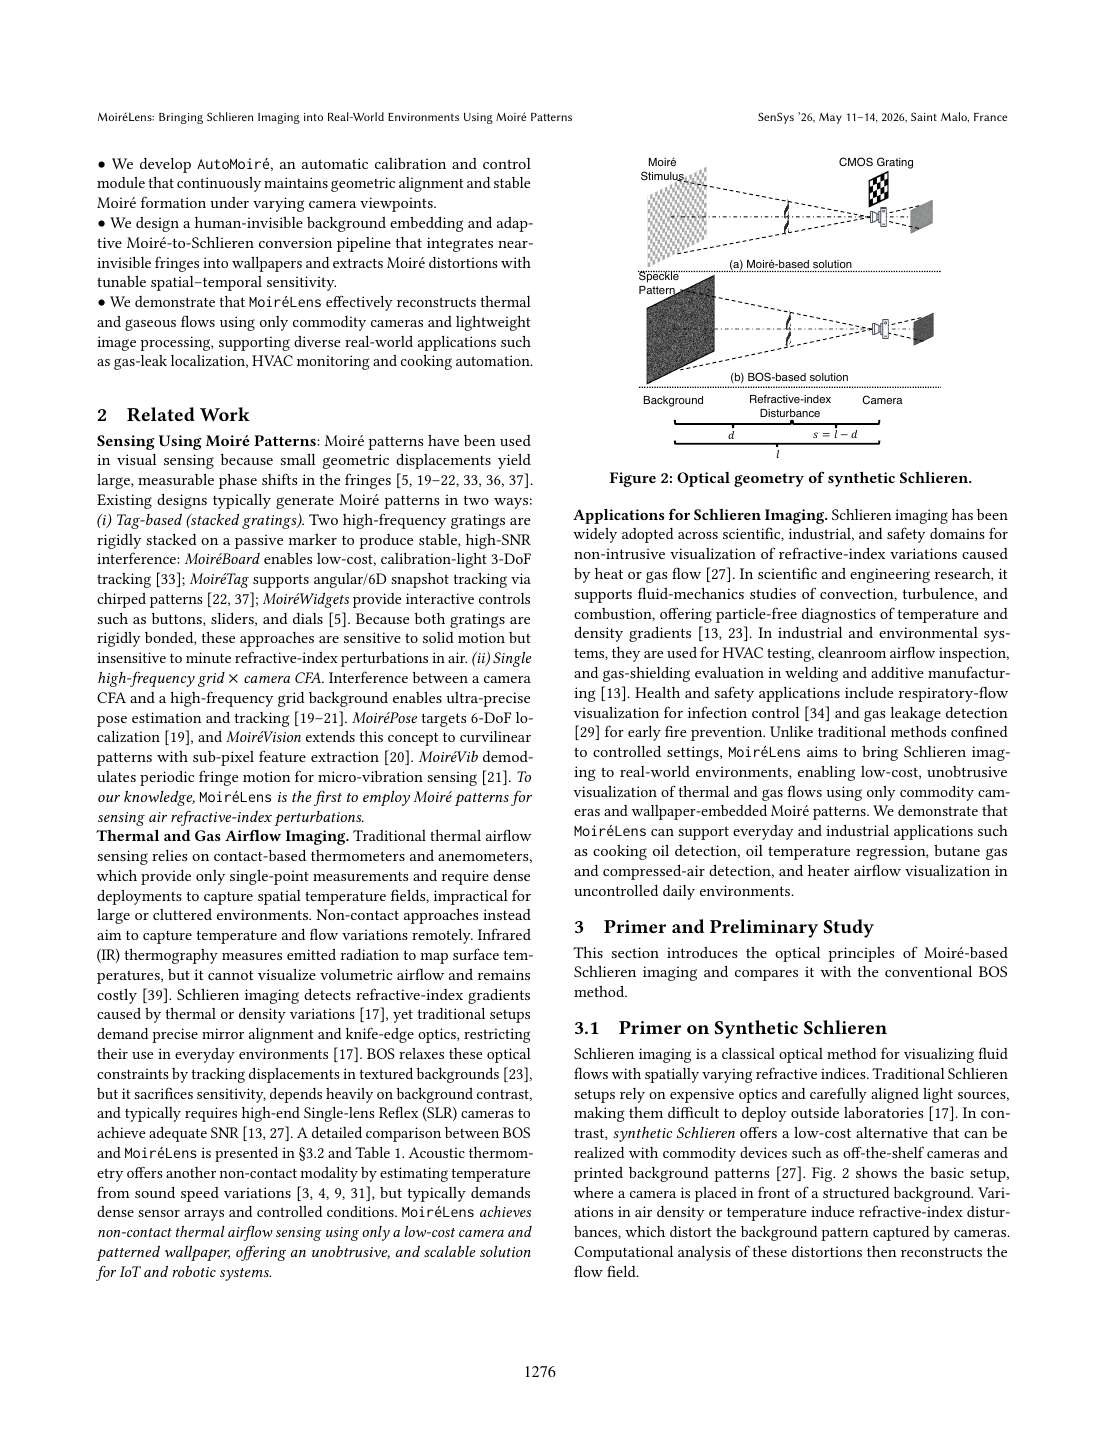 MoiréLens: Bringing Schlieren Imaging into Real-World Environments Using Moiré Patterns
SenSys '26, May 11–14, 2026, Saint Malo, France
• We develop AutoMoiré, an automatic calibration and control
module that continuously maintains geometric alignment and stable
Moiré formation under varying camera viewpoints.
• We design a human-invisible background embedding and adap-
tive Moiré-to-Schlieren conversion pipeline that integrates near-
invisible fringes into wallpapers and extracts Moiré distortions with
tunable spatial–temporal sensitivity.
• We demonstrate that MoiréLens effectively reconstructs thermal
and gaseous flows using only commodity cameras and lightweight
image processing, supporting diverse real-world applications such
as gas-leak localization, HVAC monitoring and cooking automation.
2 Related Work
Sensing Using Moiré Patterns: Moiré patterns have been used
in visual sensing because small geometric displacements yield
large, measurable phase shifts in the fringes [5, 19–22, 33, 36, 37].
Existing designs typically generate Moiré patterns in two ways:
(i) Tag-based (stacked gratings). Two high-frequency gratings are
rigidly stacked on a passive marker to produce stable, high-SNR
interference: MoiréBoard enables low-cost, calibration-light 3-DoF
tracking [33]; MoiréTag supports angular/6D snapshot tracking via
chirped patterns [22, 37]; MoiréWidgets provide interactive controls
such as buttons, sliders, and dials [5]. Because both gratings are
rigidly bonded, these approaches are sensitive to solid motion but
insensitive to minute refractive-index perturbations in air. (ii) Single
high-frequency grid × camera CFA. Interference between a camera
CFA and a high-frequency grid background enables ultra-precise
pose estimation and tracking [19–21]. MoiréPose targets 6-DoF lo-
calization [19], and MoiréVision extends this concept to curvilinear
patterns with sub-pixel feature extraction [20]. MoiréVib demod-
ulates periodic fringe motion for micro-vibration sensing [21]. To
our knowledge, MoiréLens is the first to employ Moiré patterns for
sensing air refractive-index perturbations.
Thermal and Gas Airflow Imaging. Traditional thermal airflow
sensing relies on contact-based thermometers and anemometers,
which provide only single-point measurements and require dense
deployments to capture spatial temperature fields, impractical for
large or cluttered environments. Non-contact approaches instead
aim to capture temperature and flow variations remotely. Infrared
(IR) thermography measures emitted radiation to map surface tem-
peratures, but it cannot visualize volumetric airflow and remains
costly [39]. Schlieren imaging detects refractive-index gradients
caused by thermal or density variations [17], yet traditional setups
demand precise mirror alignment and knife-edge optics, restricting
their use in everyday environments [17]. BOS relaxes these optical
constraints by tracking displacements in textured backgrounds [23],
but it sacrifices sensitivity, depends heavily on background contrast,
and typically requires high-end Single-lens Reflex (SLR) cameras to
achieve adequate SNR [13, 27]. A detailed comparison between BOS
and MoiréLens is presented in §3.2 and Table 1. Acoustic thermom-
etry offers another non-contact modality by estimating temperature
from sound speed variations [3, 4, 9, 31], but typically demands
dense sensor arrays and controlled conditions. MoiréLens achieves
non-contact thermal airflow sensing using only a low-cost camera and
patterned wallpaper, offering an unobtrusive, and scalable solution
for IoT and robotic systems.
Moiré
Stimulus
CMOS Grating
(a) Moiré-based solution
Speckle
Pattern
(b) BOS-based solution
Background
Refractive-index
Disturbance
Camera
d
s = l − d
l
Figure 2: Optical geometry of synthetic Schlieren.
Applications for Schlieren Imaging. Schlieren imaging has been
widely adopted across scientific, industrial, and safety domains for
non-intrusive visualization of refractive-index variations caused
by heat or gas flow [27]. In scientific and engineering research, it
supports fluid-mechanics studies of convection, turbulence, and
combustion, offering particle-free diagnostics of temperature and
density gradients [13, 23]. In industrial and environmental sys-
tems, they are used for HVAC testing, cleanroom airflow inspection,
and gas-shielding evaluation in welding and additive manufactur-
ing [13]. Health and safety applications include respiratory-flow
visualization for infection control [34] and gas leakage detection
[29] for early fire prevention. Unlike traditional methods confined
to controlled settings, MoiréLens aims to bring Schlieren imag-
ing to real-world environments, enabling low-cost, unobtrusive
visualization of thermal and gas flows using only commodity cam-
eras and wallpaper-embedded Moiré patterns. We demonstrate that
MoiréLens can support everyday and industrial applications such
as cooking oil detection, oil temperature regression, butane gas
and compressed-air detection, and heater airflow visualization in
uncontrolled daily environments.
3 Primer and Preliminary Study
This section introduces the optical principles of Moiré-based
Schlieren imaging and compares it with the conventional BOS
method.
3.1 Primer on Synthetic Schlieren
Schlieren imaging is a classical optical method for visualizing fluid
flows with spatially varying refractive indices. Traditional Schlieren
setups rely on expensive optics and carefully aligned light sources,
making them difficult to deploy outside laboratories [17]. In con-
trast, synthetic Schlieren offers a low-cost alternative that can be
realized with commodity devices such as off-the-shelf cameras and
printed background patterns [27]. Fig. 2 shows the basic setup,
where a camera is placed in front of a structured background. Vari-
ations in air density or temperature induce refractive-index distur-
bances, which distort the background pattern captured by cameras.
Computational analysis of these distortions then reconstructs the
flow field.
1276